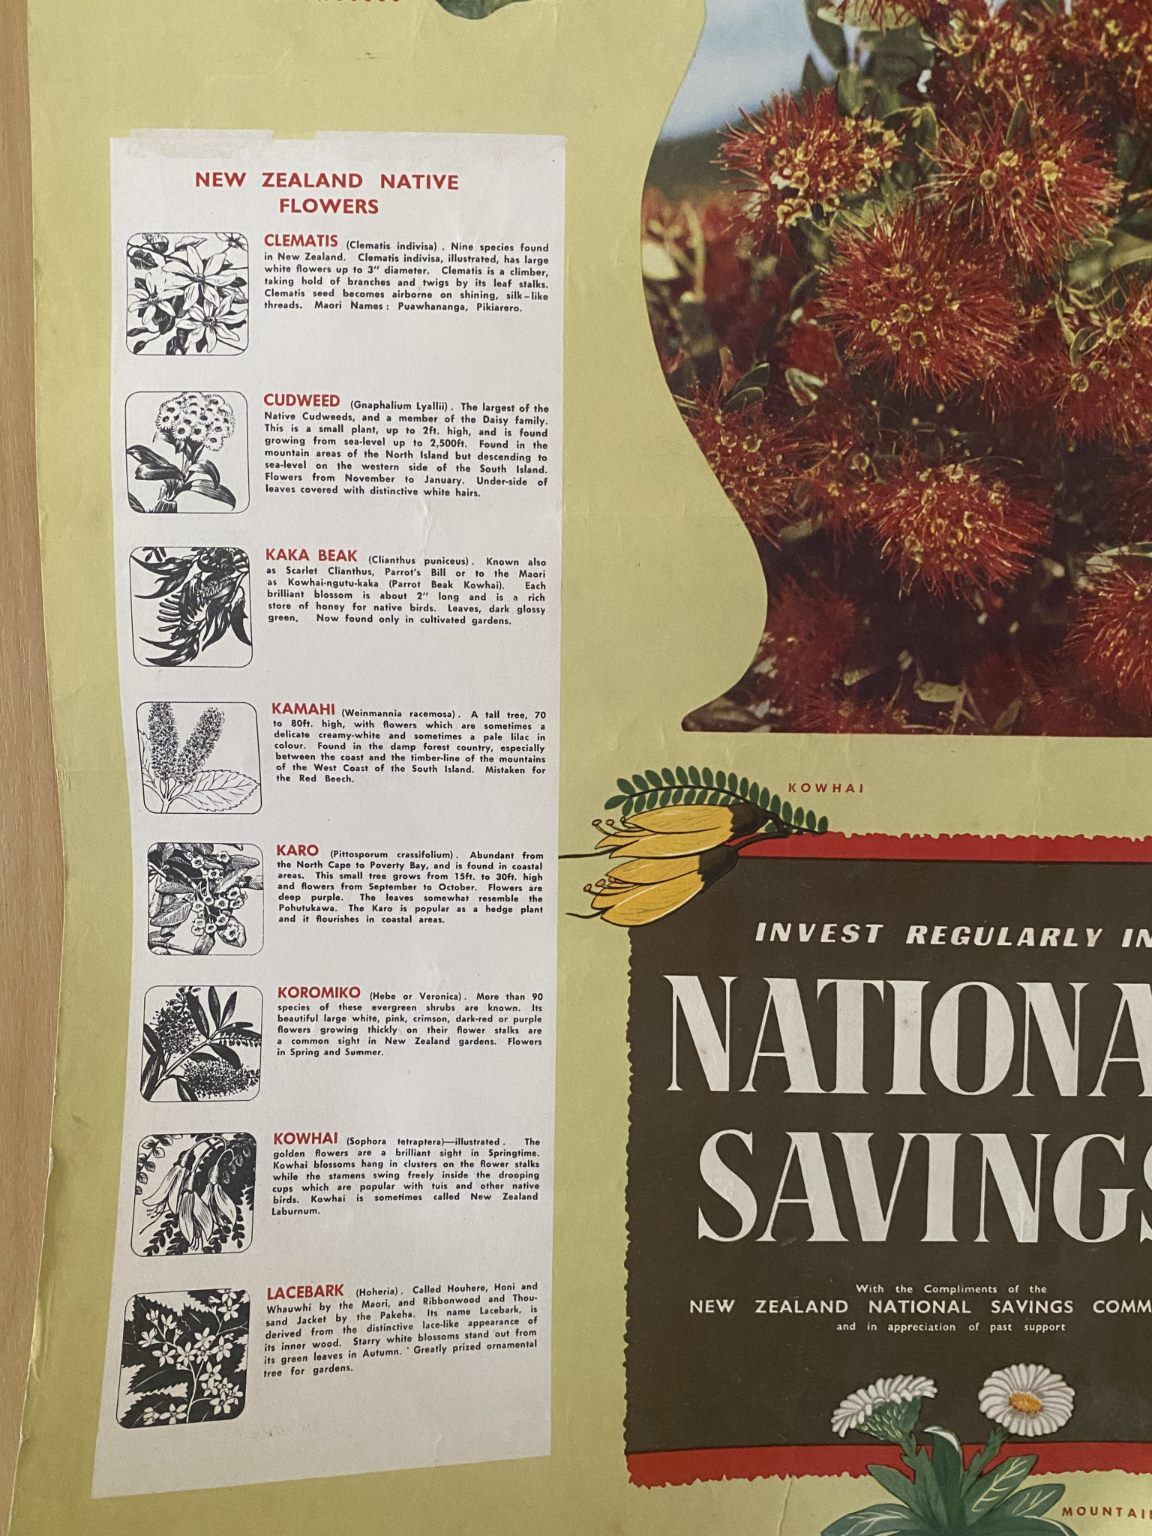 NEW ZEALAND NATIVE
FLOWERS
CLEMATIS (Clematis indivisa). Nine species found
in New Zealand. Clematis indivisa, illustrated, has large
white flowers up to 3" diameter. Clematis is a climber,
taking hold of branches and twigs by its leaf stalks.
Clematis seed becomes airborne on shining, silk-like
threads. Maori Names: Puawhananga, Pikiarero.
CUDWEED (Gnaphalium Lyallii). The largest of the
Native Cudweeds, and a member of the Daisy family.
This is a small plant, up to 2ft. high, and is found
growing from sea-level up to 2,500ft. Found in the
mountain areas of the North Island but descending to
sea-level on the western side of the South Island.
Flowers from November to January. Under-side of
leaves covered with distinctive white hairs.
KAKA BEAK (Clianthus puniceus). Known also
as Scarlet Clianthus, Parrot's Bill or to the Maori
as Kowhai-ngutu-kaka (Parrot Beak Kowhai). Each
brilliant blossom is about 2" long and is a rich
store of honey for native birds. Leaves, dark glossy
green. Now found only in cultivated gardens.
KAMAHI (Weinmannia racemosa). A tall tree, 70
to 80ft. high, with flowers which are sometimes a
delicate creamy-white and sometimes a pale lilac in
colour. Found in the damp forest country, especially
between the coast and the timber-line of the mountains
of the West Coast of the South Island. Mistaken for
the Red Beech.
KARO (Pittosporum crassifolium). Abundant from
the North Cape to Poverty Bay, and is found in coastal
areas. This small tree grows from 15ft. to 30ft. high
and flowers from September to October. Flowers are
deep purple. The leaves somewhat resemble the
Pohutukawa. The Karo is popular as a hedge plant
and it flourishes in coastal areas.
KOROMIKO (Hebe or Veronica). More than 90
species of these evergreen shrubs are known. Its
beautiful large white, pink, crimson, dark-red or purple
flowers growing thickly on their flower stalks are
a common sight in New Zealand gardens. Flowers
in Spring and Summer.
KOWHAI (Sophora tetraptera)—illustrated. The
golden flowers are a brilliant sight in Springtime.
Kowhai blossoms hang in clusters on the flower stalks
while the stamens swing freely inside the drooping
cups which are popular with tuis and other native
birds. Kowhai is sometimes called New Zealand
Laburnum.
LACEBARK (Hoheria). Called Houhere, Honi and
Whauwhi by the Maori, and Ribbonwood and Thou-
sand Jacket by the Pakeha. Its name Lacebark, is
derived from the distinctive lace-like appearance of
its inner wood. Starry white blossoms stand out from
its green leaves in Autumn. Greatly prized ornamental
tree for gardens.
KOWHAI
INVEST REGULARLY IN
NATIONA
SAVINGS
With the Compliments of the
NEW ZEALAND NATIONAL SAVINGS COMM
and in appreciation of past support
MOUNTAI